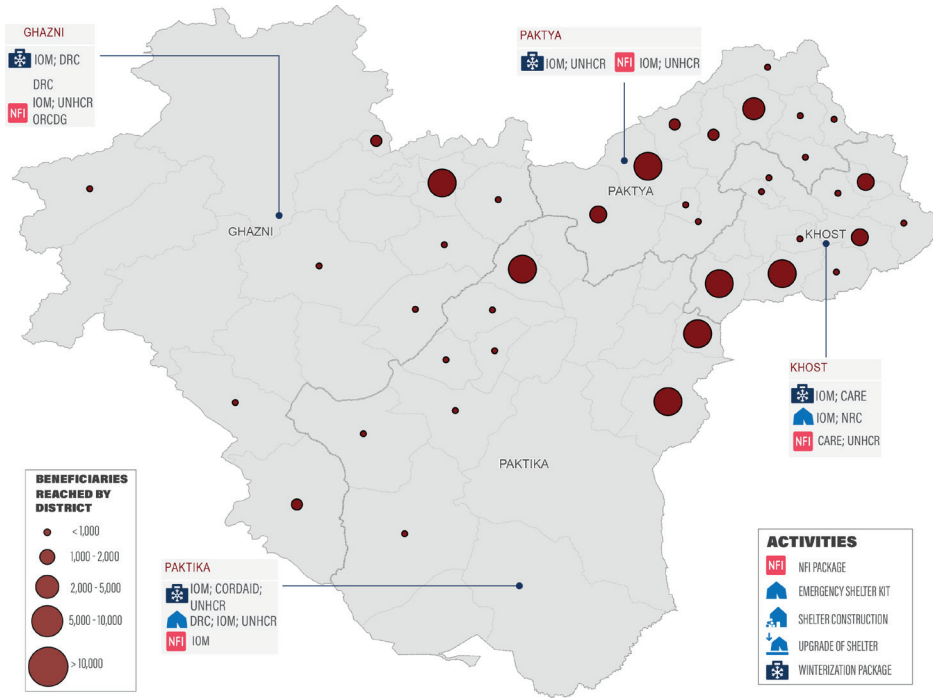 GHAZNI
IOM; DRC
DRC
NFI
IOM; UNHCR
ORCDG
PAKTYA
IOM; UNHCR NFI IOM; UNHCR
PAKTYA
GHAZNI
KHOST
KHOST
IOM; CARE
IOM; NRC
NFI CARE; UNHCR
PAKTIKA
PAKTIKA
IOM; CORDAID;
UNHCR
DRC; IOM; UNHCR
NFI IOM
BENEFICIARIES
REACHED BY
DISTRICT
< 1,000
1,000 - 2,000
2,000 - 5,000
5,000 - 10,000
> 10,000
ACTIVITIES
NFI NFI PACKAGE
EMERGENCY SHELTER KIT
SHELTER CONSTRUCTION
UPGRADE OF SHELTER
WINTERIZATION PACKAGE